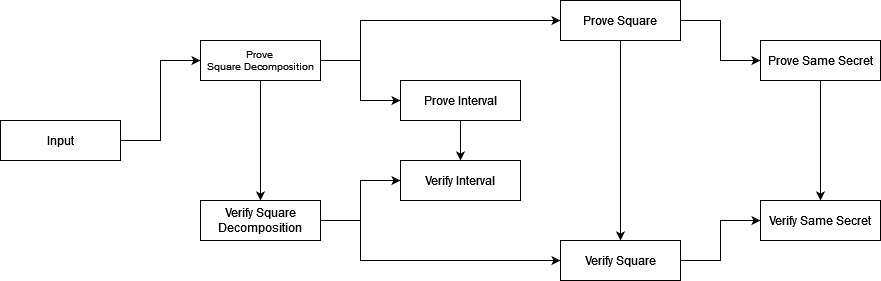 Prove Square
Prove
Square Decomposition
Prove Same Secret
Prove Interval
Input
Verify Interval
Verify Square
Decomposition
Verify Same Secret
Verify Square